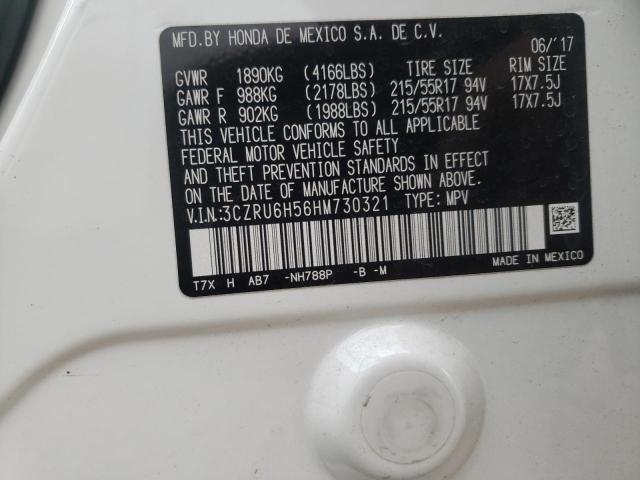 MFD.BY HONDA DE MEXICO S.A. DE C.V. 06/'17
GVWR 1890KG (4166LBS) TIRE SIZE RIM SIZE
GAWR F 988KG (2178LBS) 215/55R17 94V 17X7.5J
GAWR R 902KG (1988LBS) 215/55R17 94V 17X7.5J
THIS VEHICLE CONFORMS TO ALL APPLICABLE
FEDERAL MOTOR VEHICLE SAFETY
AND THEFT PREVENTION STANDARDS IN EFFECT
ON THE DATE OF MANUFACTURE SHOWN ABOVE.
V.I.N.:3CZRU6H56HM730321 TYPE: MPV
T7X H AB7 -NH788P -B -M
MADE IN MEXICO